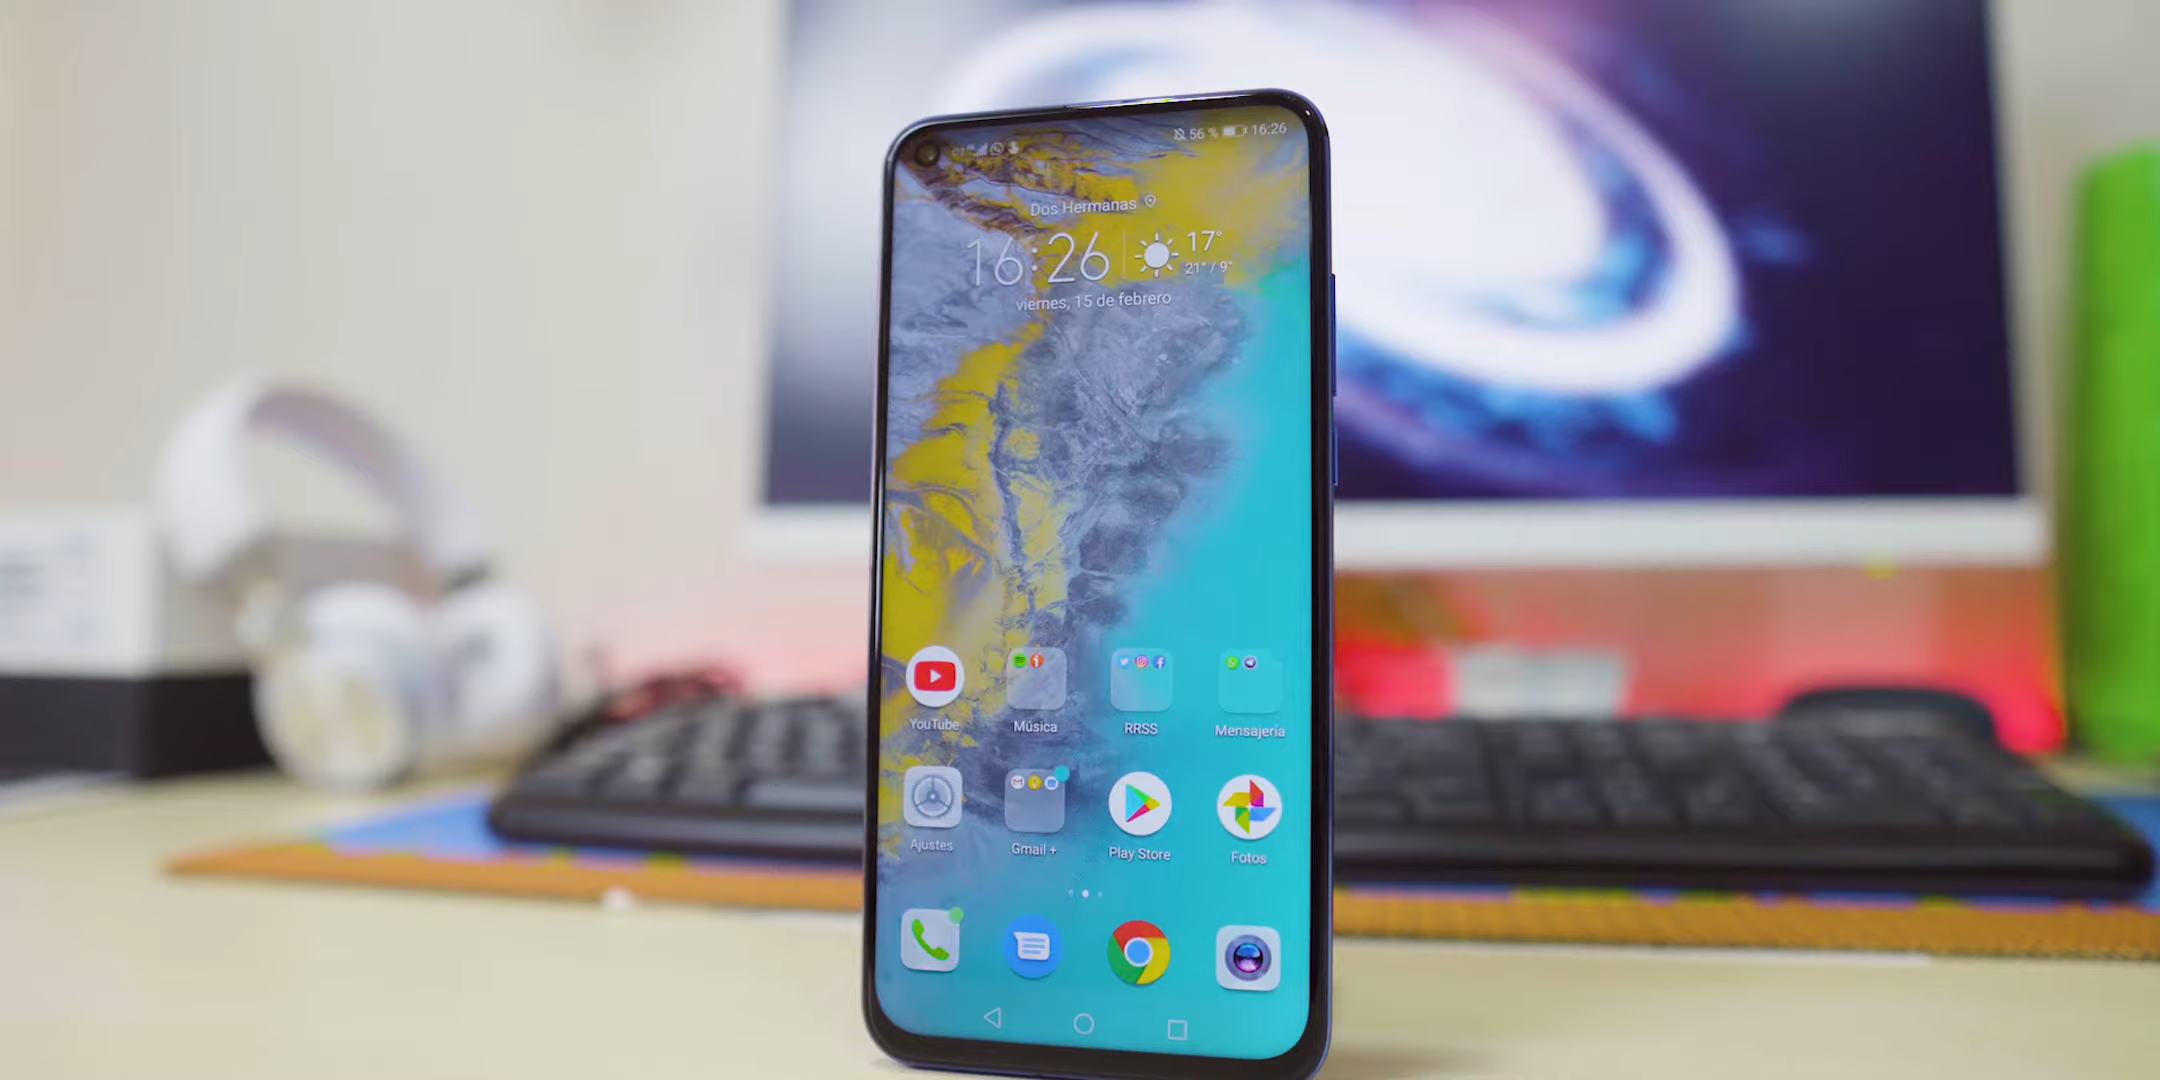 56 % 16:26
Dos Hermanas
16:26 17°
21° / 9°
viernes, 15 de febrero
YouTube Música RRSS Mensajería
Ajustes Gmail + Play Store Fotos